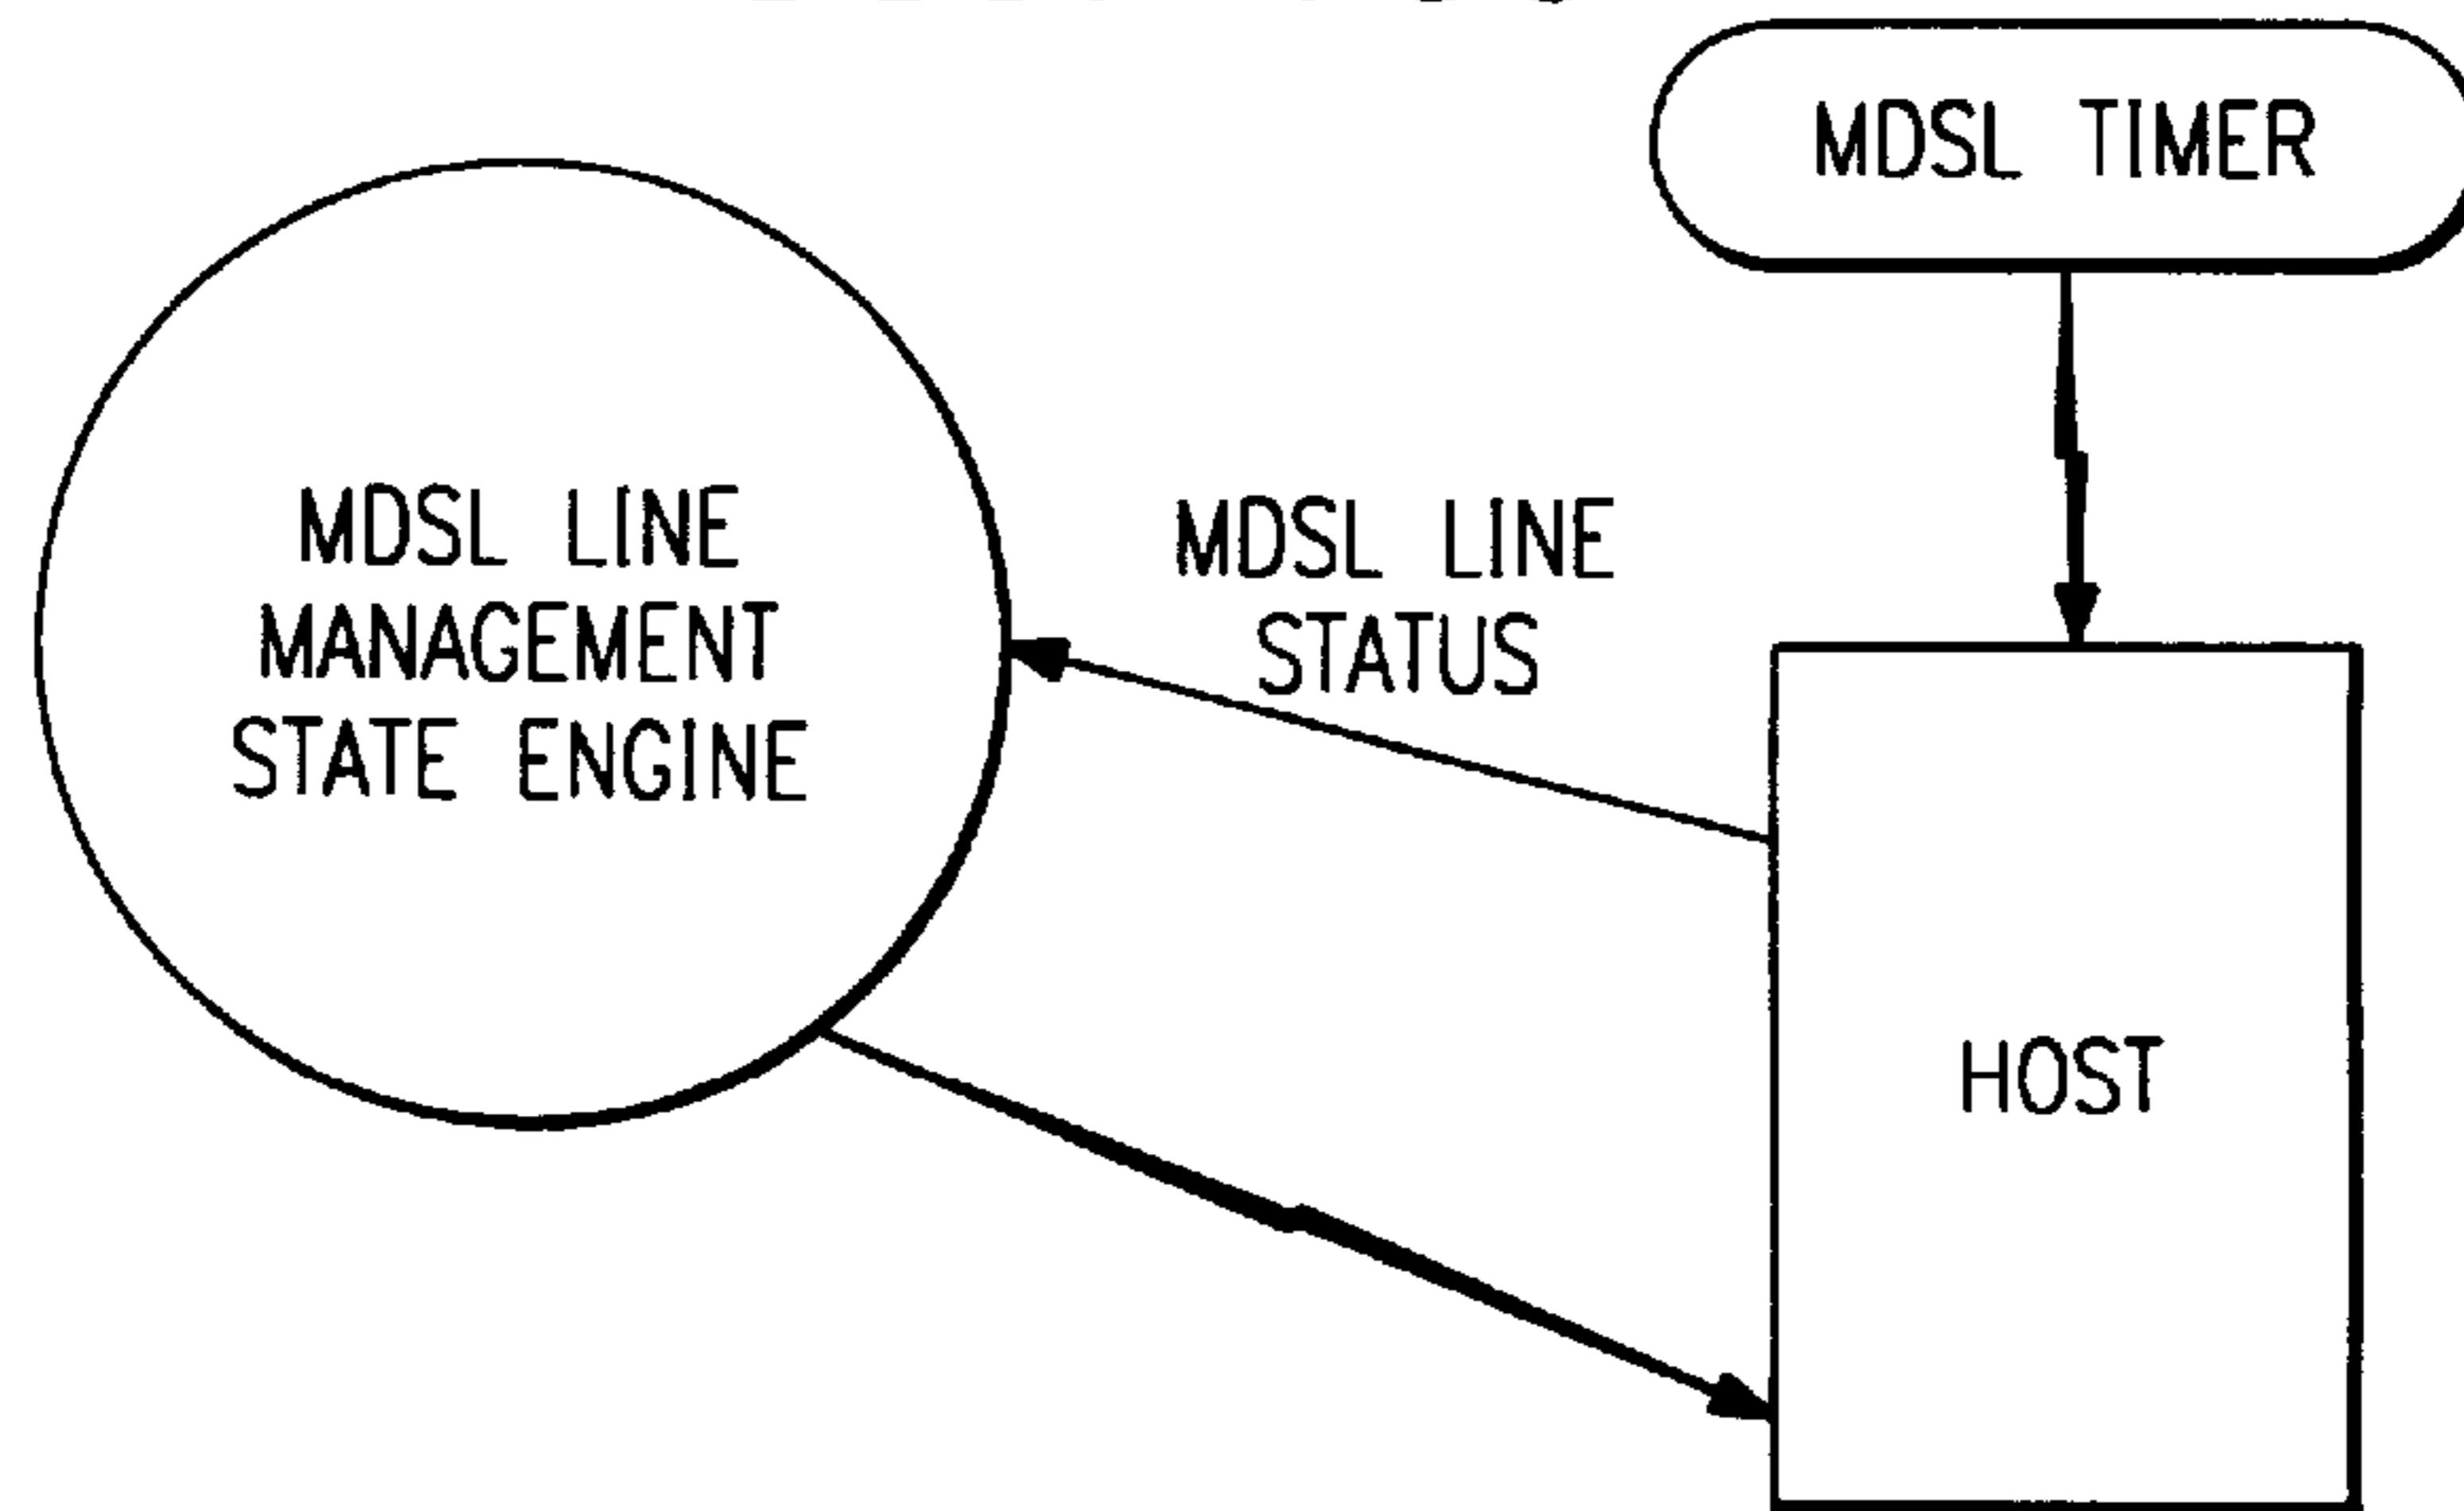 MDSL TIMER
MDSL LINE
MANAGEMENT
STATE ENGINE
MDSL LINE
STATUS
HOST